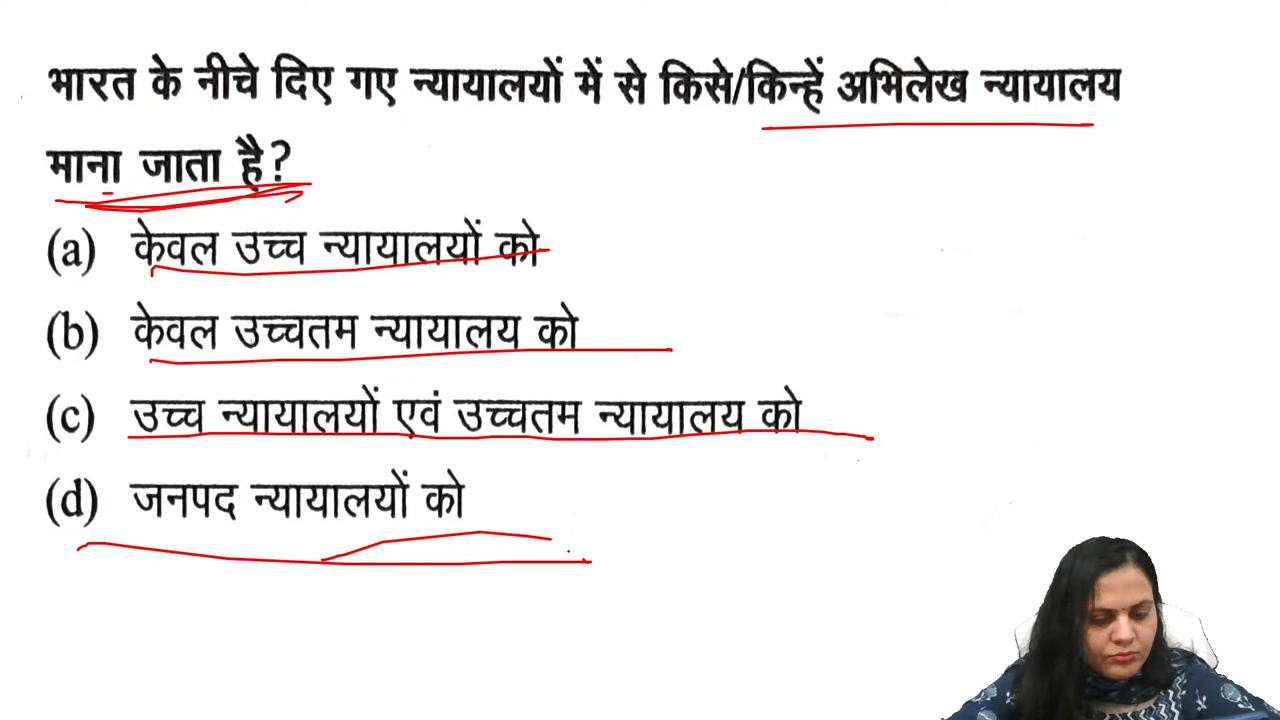 भारत के नीचे दिए गए न्यायालयों में से किसे/किन्हें अभिलेख न्यायालय
माना जाता है?
(a) केवल उच्च न्यायालयों को
(b) केवल उच्चतम न्यायालय को
(c) उच्च न्यायालयों एवं उच्चतम न्यायालय को
(d) जनपद न्यायालयों को